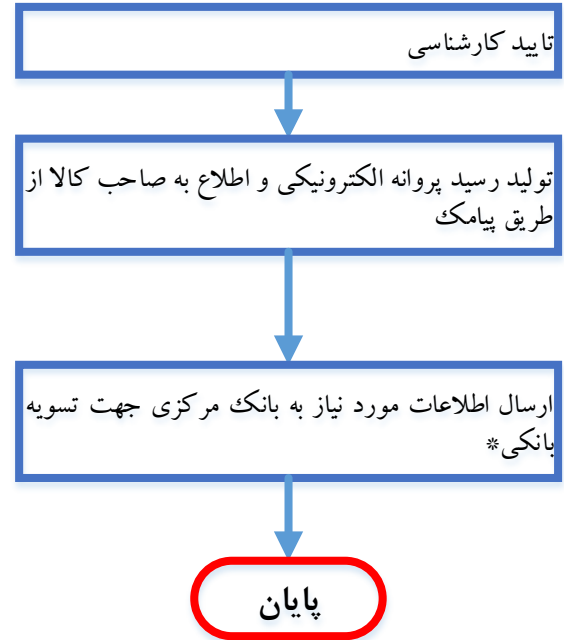 تایید کارشناسی
تولید رسید پروانه الکترونیکی و اطلاع به صاحب کالا از
طریق پیامک
ارسال اطلاعات مورد نیاز به بانک مرکزی جهت تسویه
بانکی*
پایان